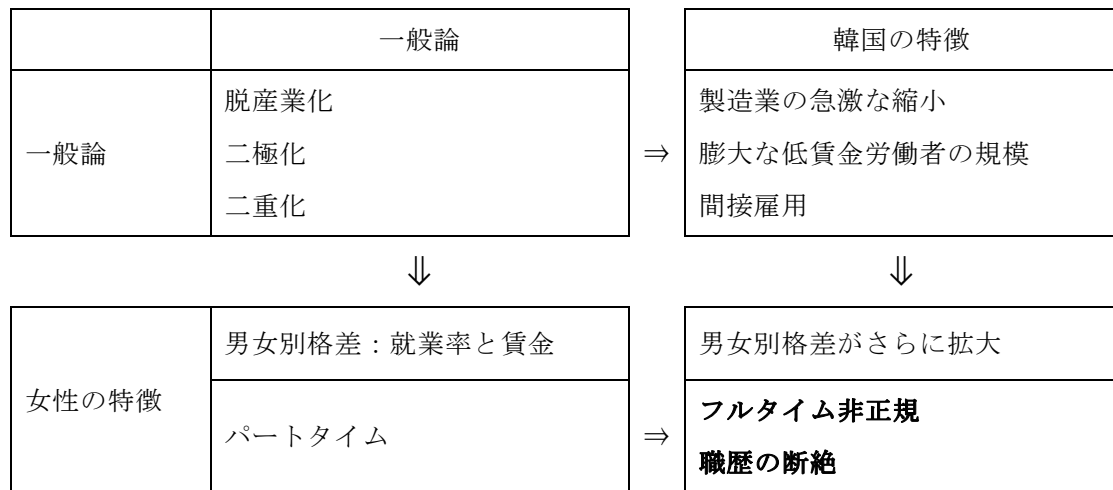 一般論
韓国の特徴
一般論
脱産業化
二極化
二重化
⇒
製造業の急激な縮小
膨大な低賃金労働者の規模
間接雇用
⇓
⇓
女性の特徴
男女別格差：就業率と賃金
男女別格差がさらに拡大
パートタイム
⇒
フルタイム非正規
職歴の断絶